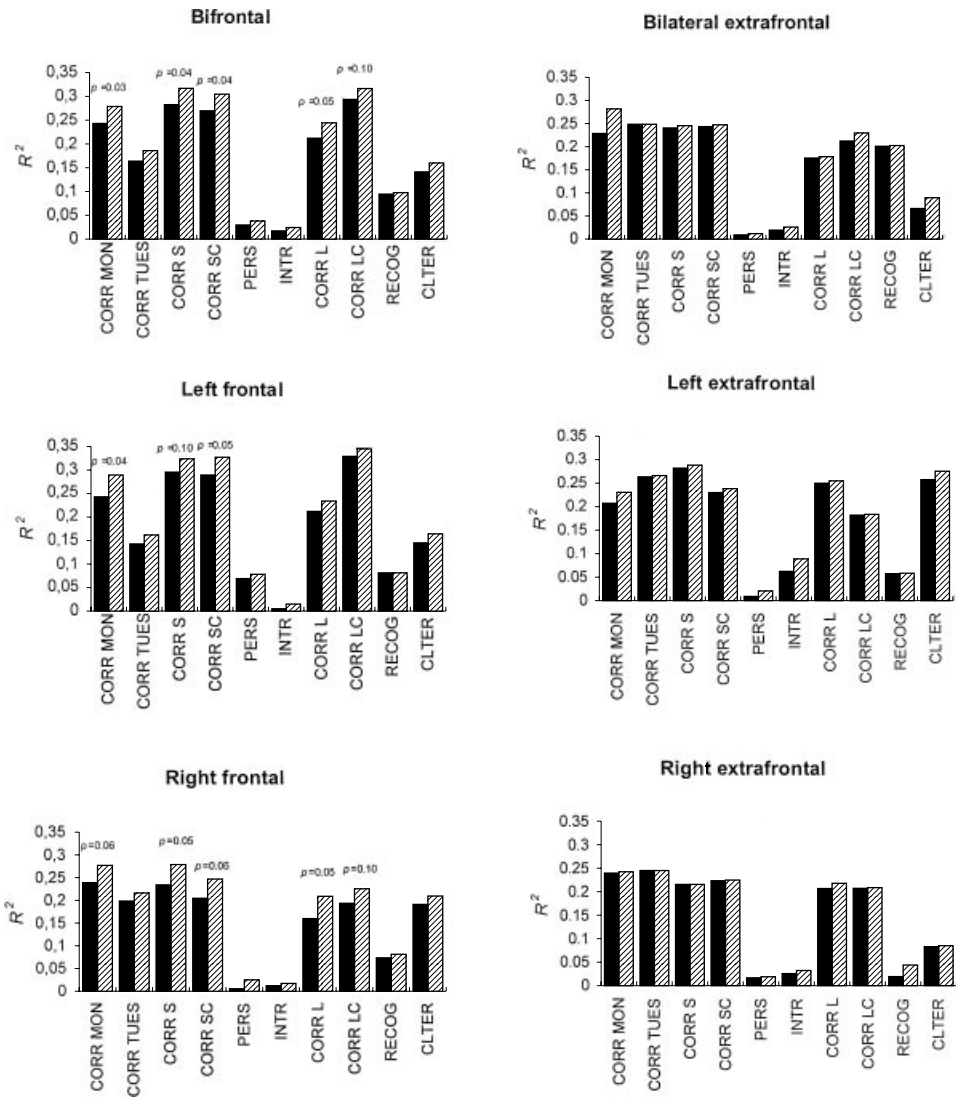 Bifrontal
R²
0,35
0,3
0,25
0,2
0,15
0,1
0,05
0
p =0.03
p =0.04
p =0.04
p =0.05
p =0.10
CORR MON
CORR TUES
CORR S
CORR SC
PERS
INTR
CORR L
CORR LC
RECOG
CLTER
Bilateral extrafrontal
R²
0.35
0.3
0.25
0.2
0.15
0.1
0.05
0
CORR MON
CORR TUES
CORR S
CORR SC
PERS
INTR
CORR L
CORR LC
RECOG
CLTER
Left frontal
R²
0,35
0,3
0,25
0,2
0,15
0,1
0,05
0
p =0.04
p =0.10
p =0.05
CORR MON
CORR TUES
CORR S
CORR SC
PERS
INTR
CORR L
CORR LC
RECOG
CLTER
Left extrafrontal
R²
0.35
0.3
0.25
0.2
0.15
0.1
0.05
0
CORR MON
CORR TUES
CORR S
CORR SC
PERS
INTR
CORR L
CORR LC
RECOG
CLTER
Right frontal
R²
0,35
0,3
0,25
0,2
0,15
0,1
0,05
0
p=0.06
p=0.05
p=0.06
p=0.05
p=0.10
CORR MON
CORR TUES
CORR S
CORR SC
PERS
INTR
CORR L
CORR LC
RECOG
CLTER
Right extrafrontal
R²
0.35
0.3
0.25
0.2
0.15
0.1
0.05
0
CORR MON
CORR TUES
CORR S
CORR SC
PERS
INTR
CORR L
CORR LC
RECOG
CLTER